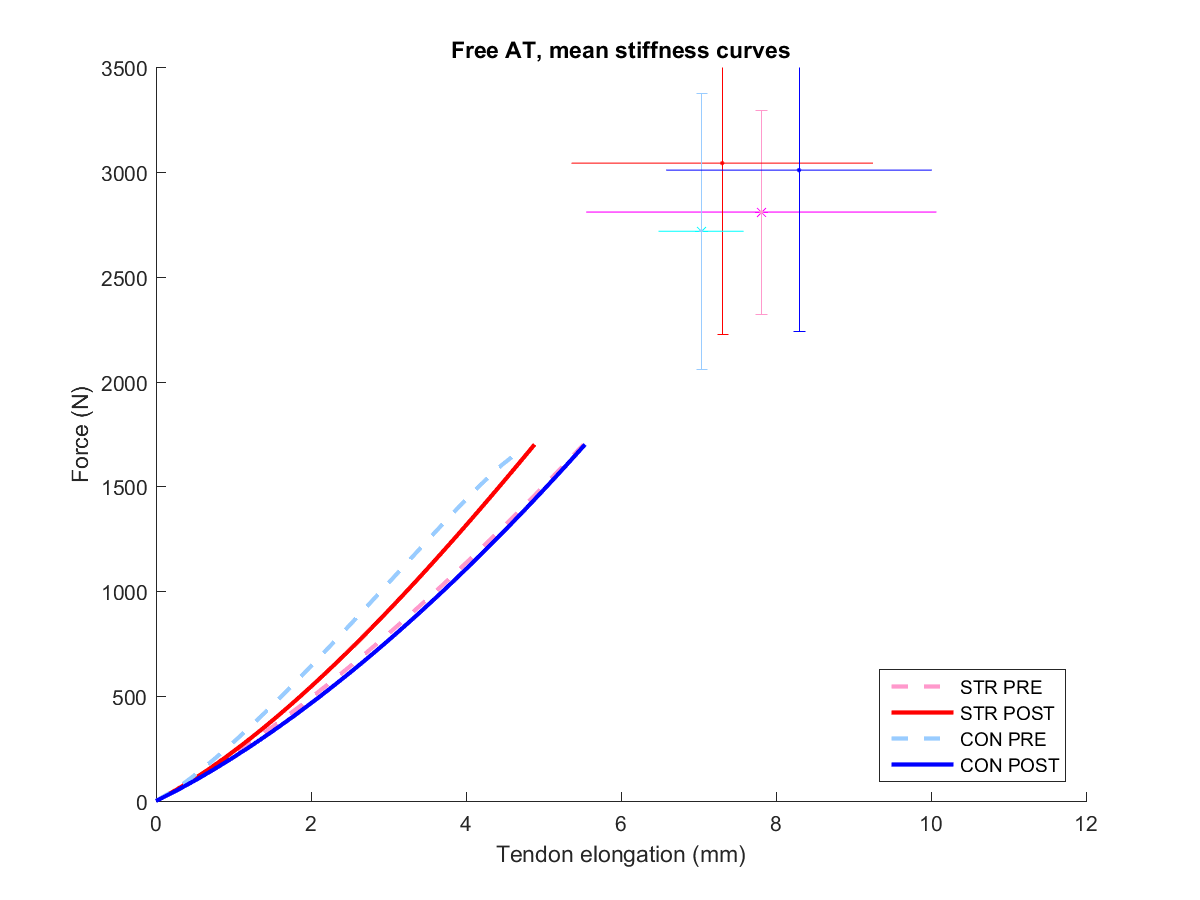 Free AT, mean stiffness curves
3500
3000
2500
2000
1500
1000
500
0
Force (N)
0 2 4 6 8 10 12
Tendon elongation (mm)
STR PRE
STR POST
CON PRE
CON POST